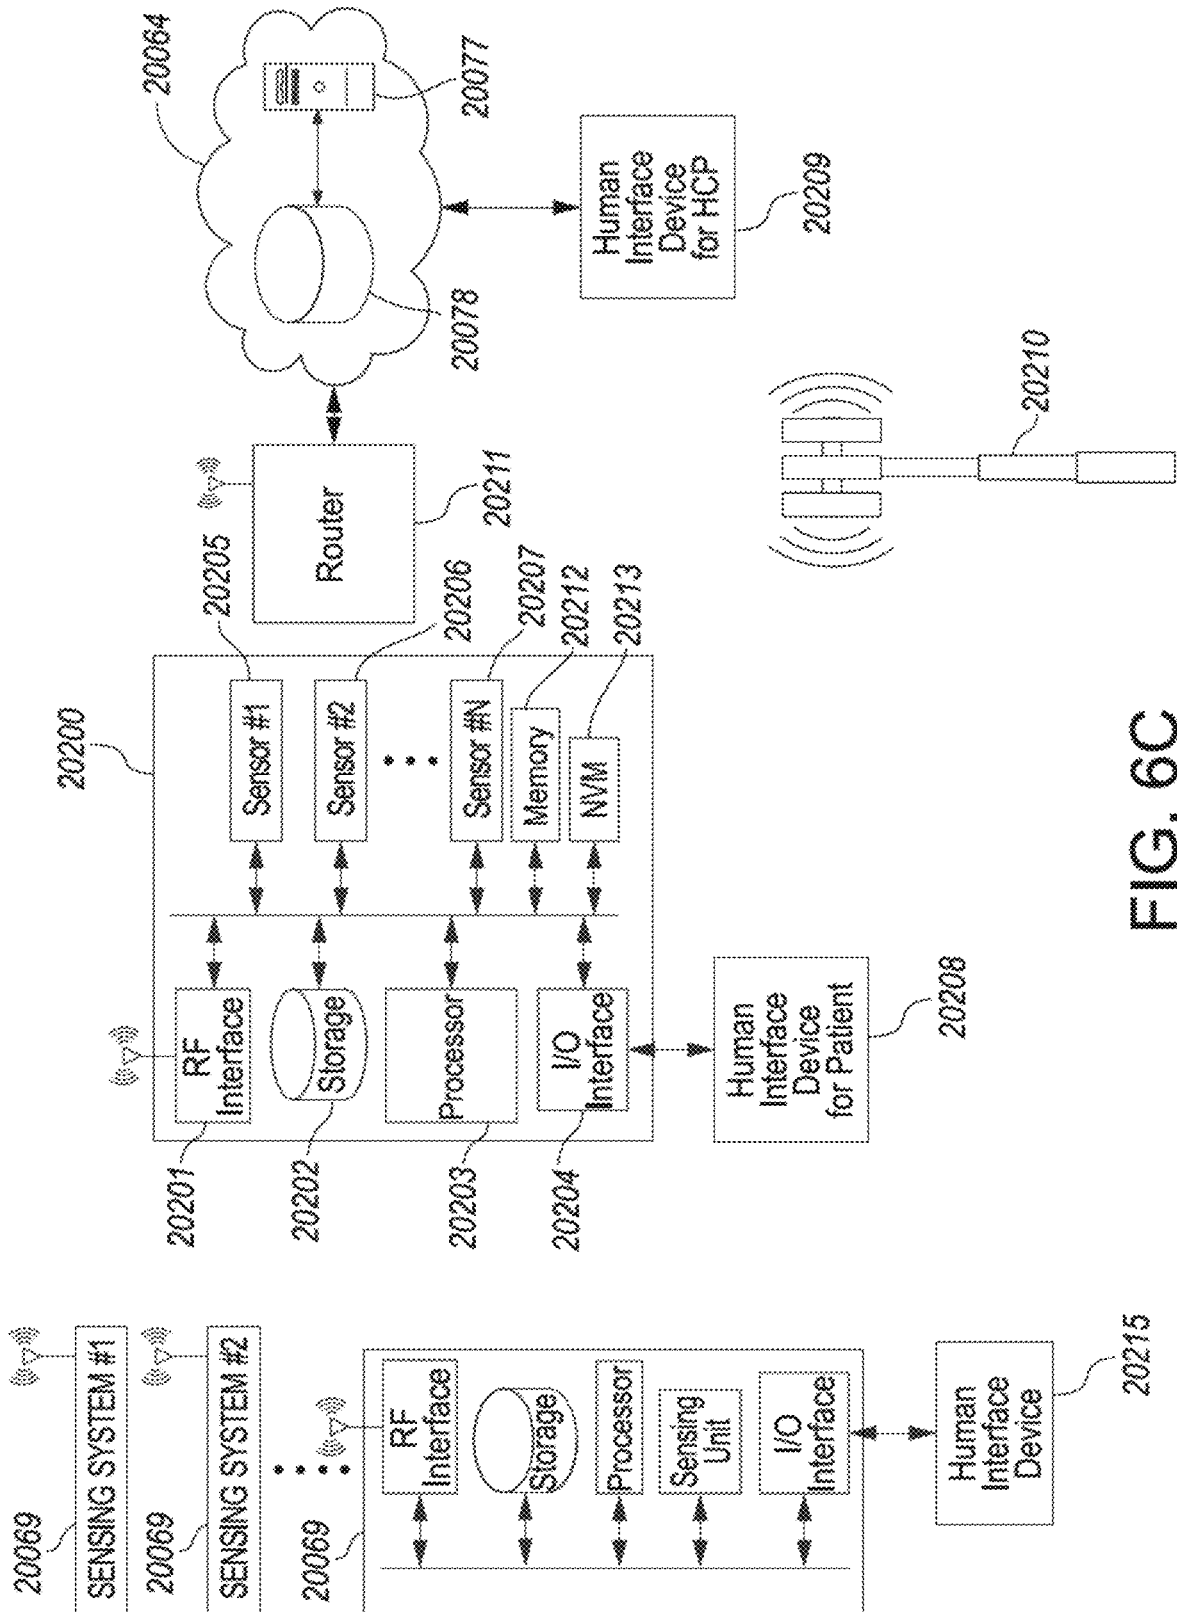 20069
SENSING SYSTEM #1
20069
SENSING SYSTEM #2
20069
RF
Interface
Storage
Processor
Sensing
Unit
I/O
Interface
Human
Interface
Device
20215
20200
20201
RF
Interface
20202
Storage
20203
Processor
20204
I/O
Interface
Sensor #1
20205
Sensor #2
20206
Sensor #N
20207
Memory
20212
NVM
20213
Human
Interface
Device
for Patient
20208
Router
20211
20064
20077
20078
Human
Interface
Device
for HCP
20209
20210
FIG. 6C